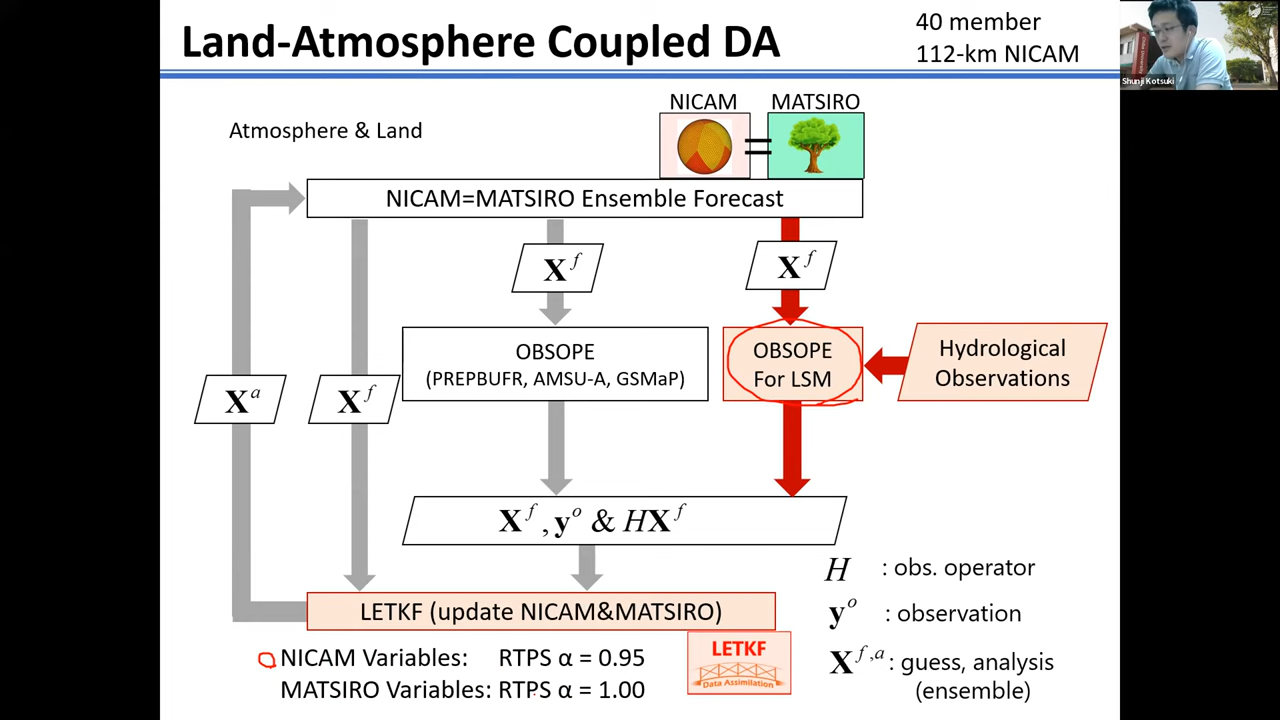 Land-Atmosphere Coupled DA
40 member
112-km NICAM
Shunji Kotsuki
NICAM
MATSIRO
=
Atmosphere & Land
NICAM=MATSIRO Ensemble Forecast
X^f
X^f
OBSOPE
(PREPBUFR, AMSU-A, GSMaP)
OBSOPE
For LSM
Hydrological
Observations
X^a
X^f
X^f, y^o & HX^f
H : obs. operator
LETKF (update NICAM&MATSIRO)
y^o : observation
NICAM Variables: RTPS α = 0.95
MATSIRO Variables: RTPS α = 1.00
LETKF
Data Assimilation
X^f,a : guess, analysis
(ensemble)